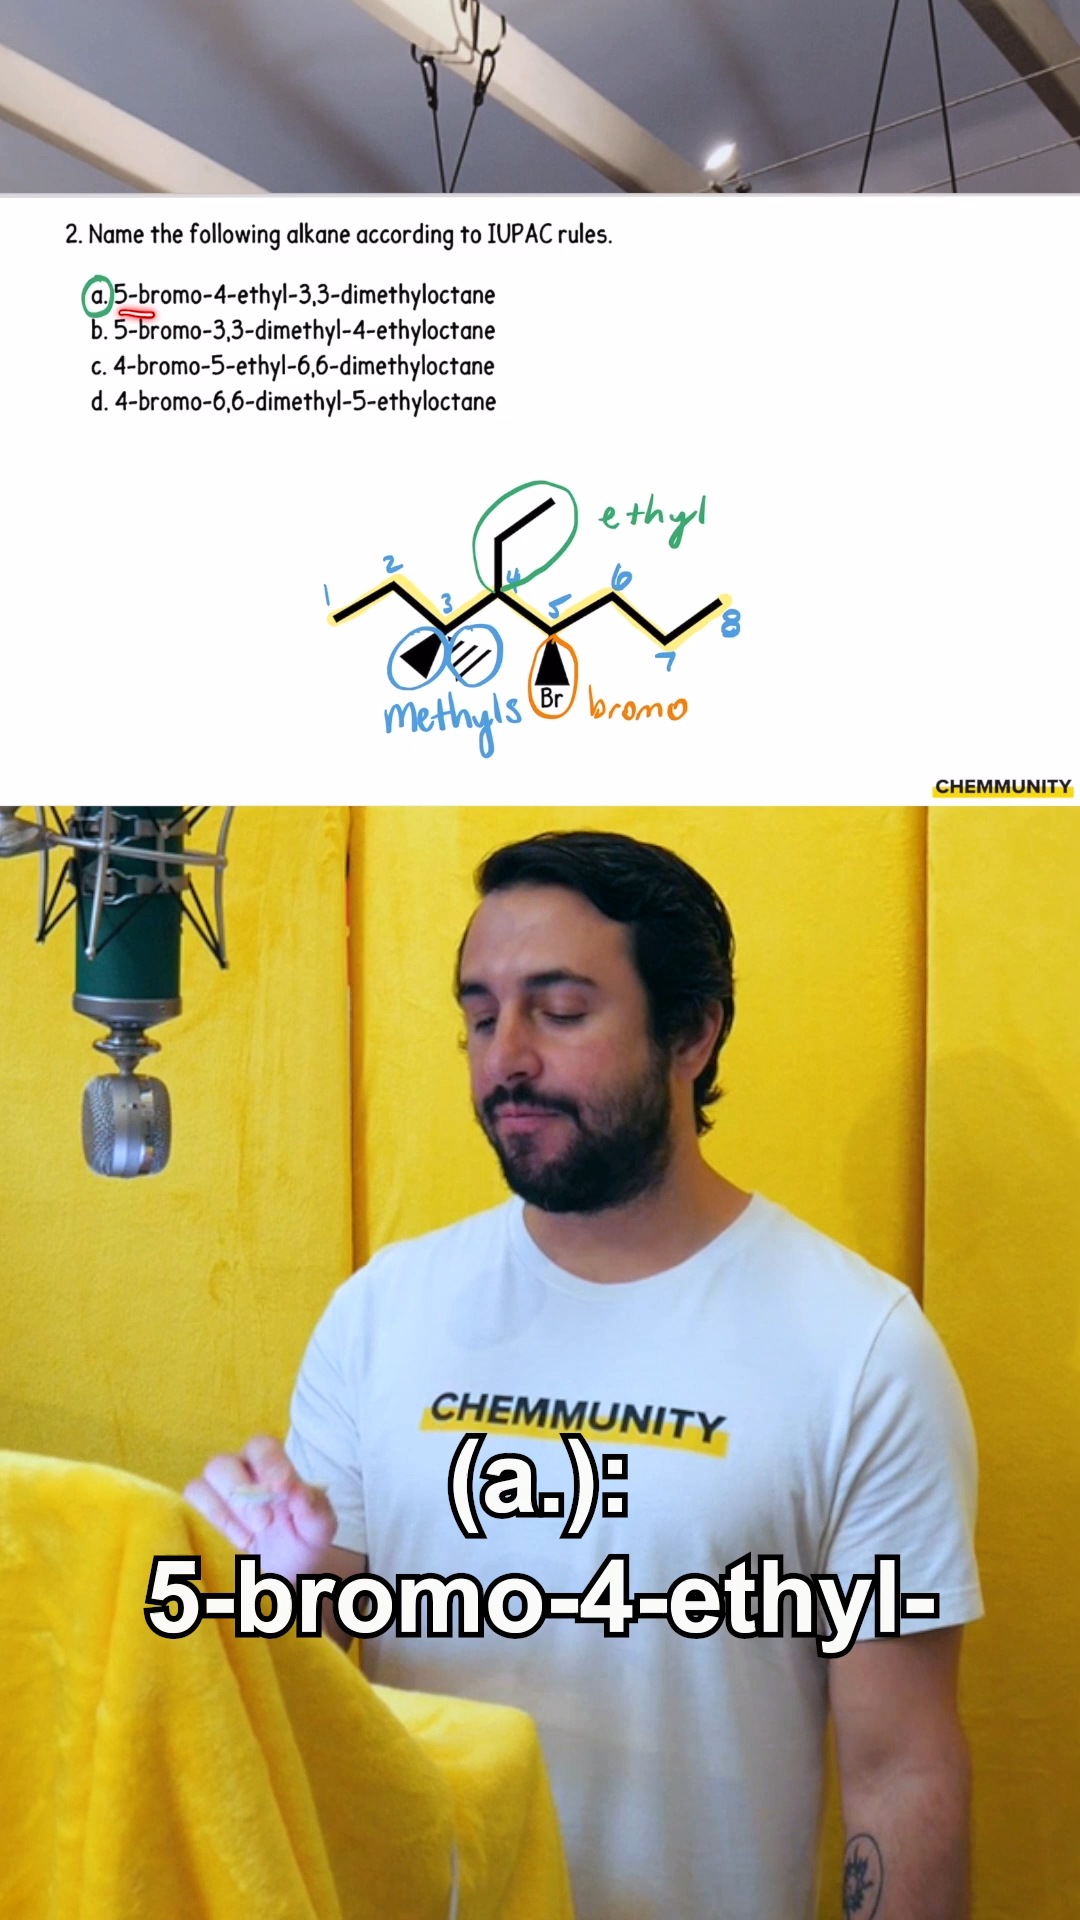 2. Name the following alkane according to IUPAC rules.
a. 5-bromo-4-ethyl-3,3-dimethyloctane
b. 5-bromo-3,3-dimethyl-4-ethyloctane
c. 4-bromo-5-ethyl-6,6-dimethyloctane
d. 4-bromo-6,6-dimethyl-5-ethyloctane
ethyl
1 2 3 4 5 6 7 8
methyls
Br
bromo
CHEMMUNITY
CHEMMUNITY
(a.):
5-bromo-4-ethyl-